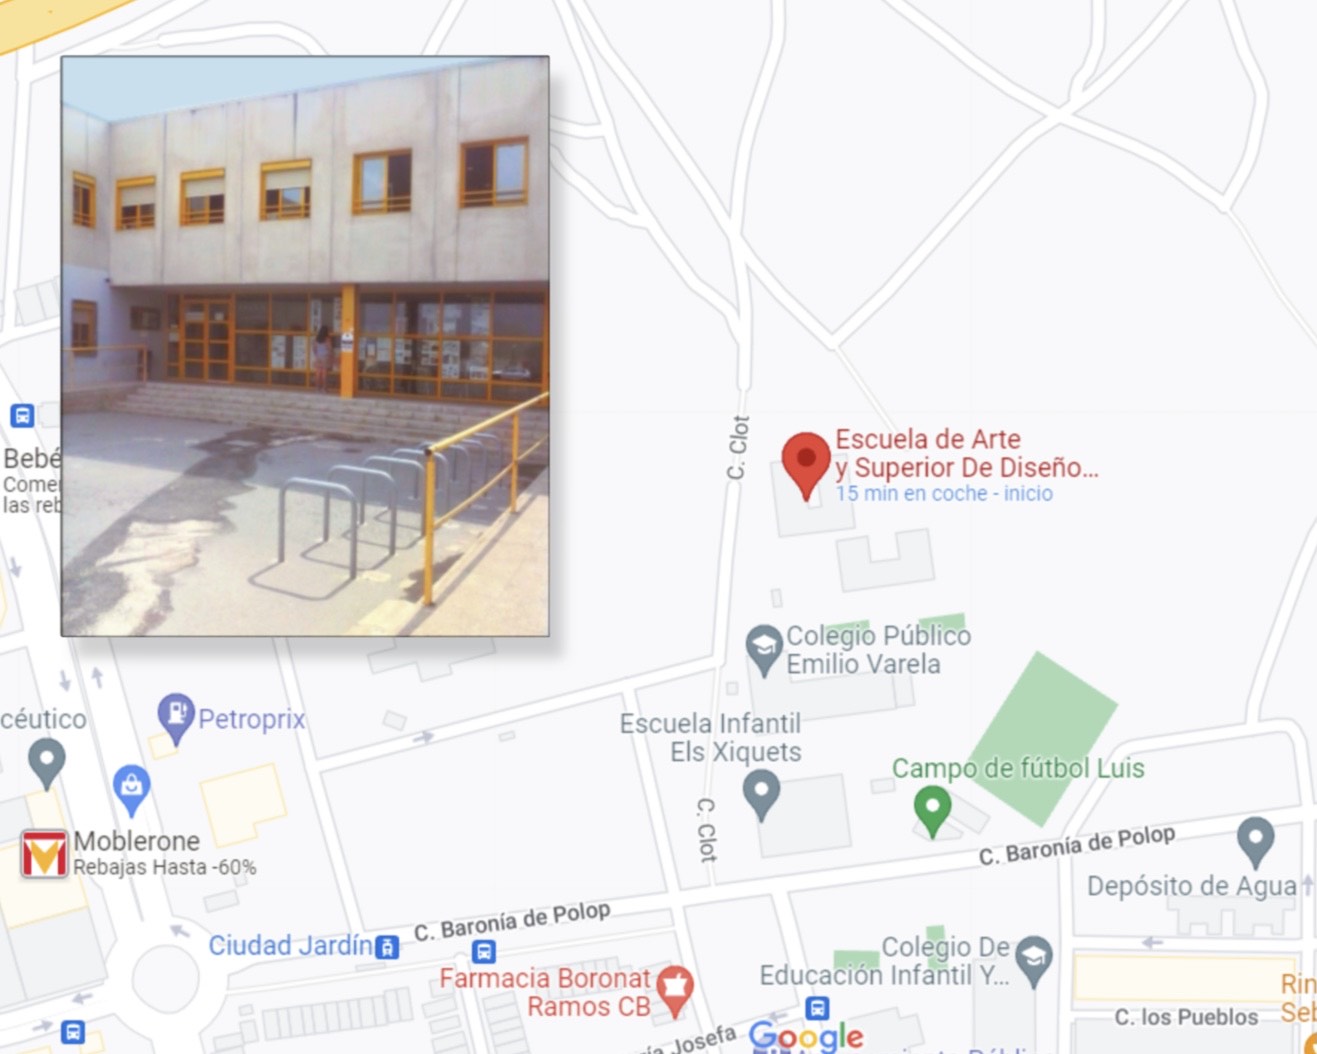 C. Clot
Escuela de Arte
y Superior De Diseño...
15 min en coche - inicio
Bebé
Come
las reb
Colegio Público
Emilio Varela
céutico
Petroprix
Escuela Infantil
Els Xiquets
C. Clot
Campo de fútbol Luis
Moblerone
Rebajas Hasta -60%
C. Baronía de Polop
Depósito de Agua
C. Baronía de Polop
Ciudad Jardín
Colegio De
Educación Infantil Y...
Farmacia Boronat
Ramos CB
Rin
Seb
C. los Pueblos
ía Josefa
Google